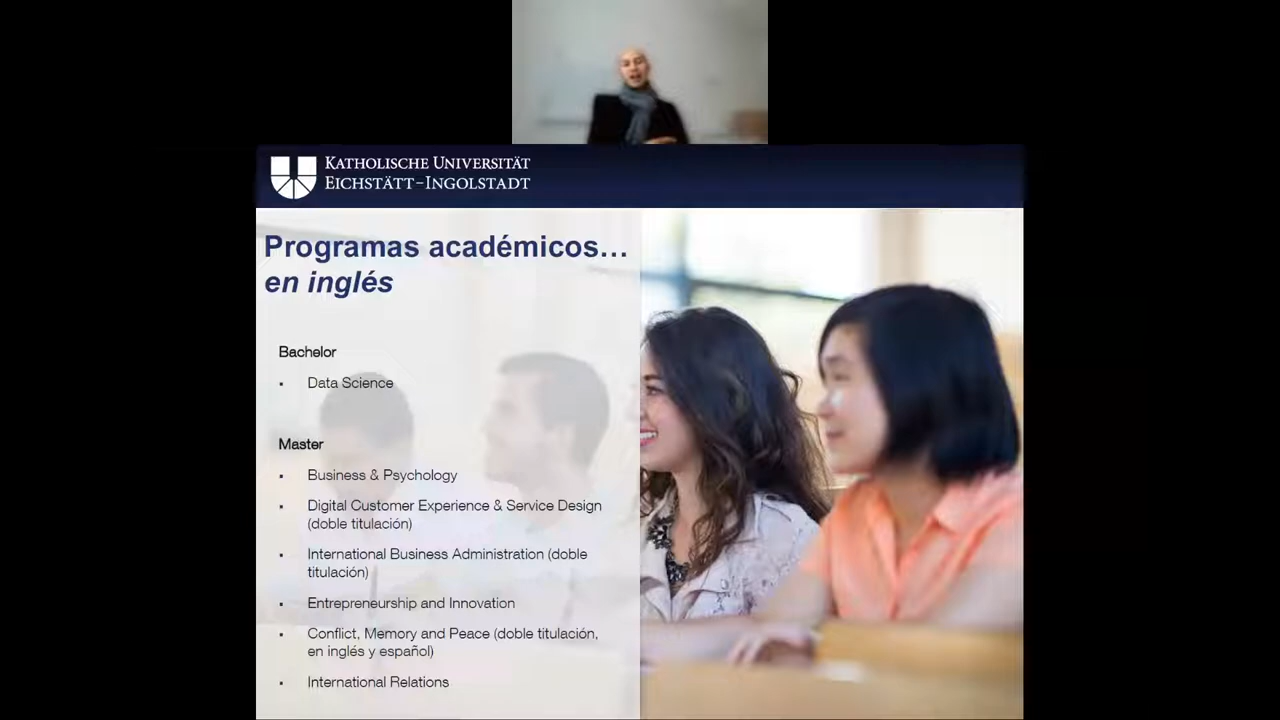 KATHOLISCHE UNIVERSITÄT
EICHSTÄTT-INGOLSTADT
Programas académicos…
en inglés
Bachelor
▪ Data Science
Master
▪ Business & Psychology
▪ Digital Customer Experience & Service Design
(doble titulación)
▪ International Business Administration (doble
titulación)
▪ Entrepreneurship and Innovation
▪ Conflict, Memory and Peace (doble titulación,
en inglés y español)
▪ International Relations